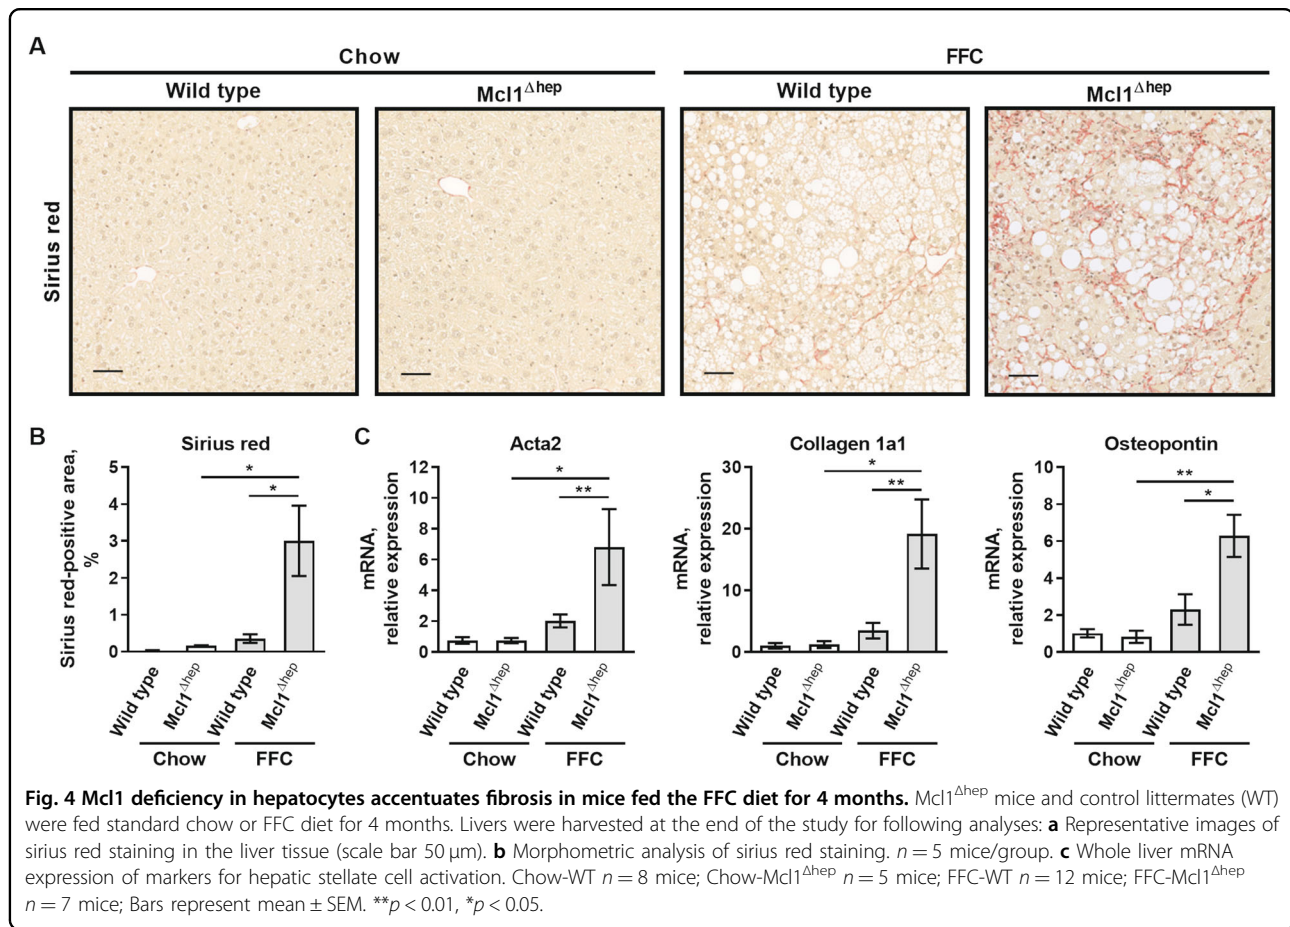 A
Chow
FFC
Wild type
Mcl1Δhep
Wild type
Mcl1Δhep
Sirius red
B
Sirius red
Sirius red-positive area,
%
5
4
3
2
1
0
*
*
Wild type
Mcl1Δhep
Wild type
Mcl1Δhep
Chow
FFC
C
Acta2
mRNA,
relative expression
12
10
8
6
4
2
0
*
**
Wild type
Mcl1Δhep
Wild type
Mcl1Δhep
Chow
FFC
Collagen 1a1
mRNA,
relative expression
30
20
10
0
*
**
Wild type
Mcl1Δhep
Wild type
Mcl1Δhep
Chow
FFC
Osteopontin
mRNA,
relative expression
10
8
6
4
2
0
**
*
Wild type
Mcl1Δhep
Wild type
Mcl1Δhep
Chow
FFC
Fig. 4 Mcl1 deficiency in hepatocytes accentuates fibrosis in mice fed the FFC diet for 4 months. Mcl1Δhep mice and control littermates (WT)
were fed standard chow or FFC diet for 4 months. Livers were harvested at the end of the study for following analyses: a Representative images of
sirius red staining in the liver tissue (scale bar 50 μm). b Morphometric analysis of sirius red staining. n = 5 mice/group. c Whole liver mRNA
expression of markers for hepatic stellate cell activation. Chow-WT n = 8 mice; Chow-Mcl1Δhep n = 5 mice; FFC-WT n = 12 mice; FFC-Mcl1Δhep
n = 7 mice; Bars represent mean ± SEM. **p < 0.01, *p < 0.05.